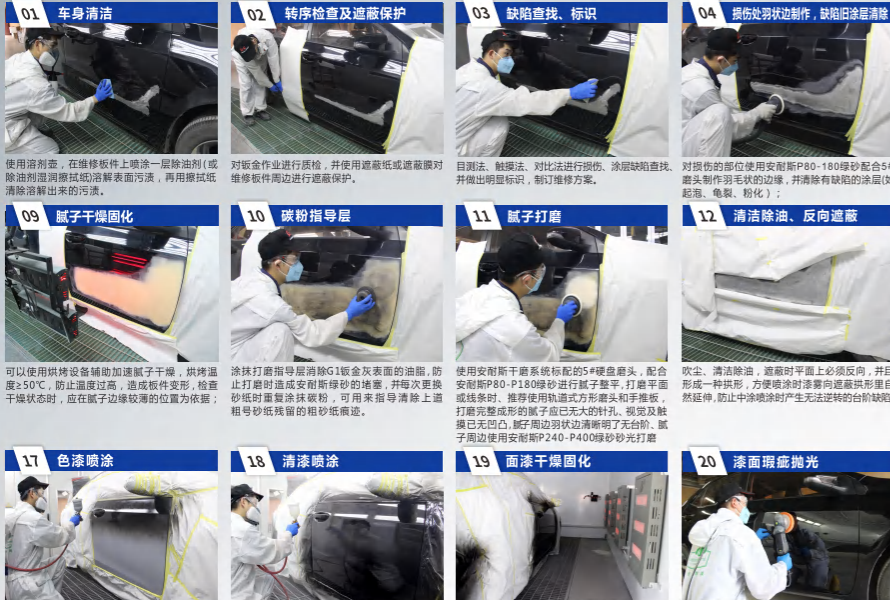 01 车身清洁
使用溶剂壶，在维修板件上喷涂一层除油剂(或
除油剂湿润擦拭纸)溶解表面污渍，再用擦拭纸
清除溶解出来的污渍。
02 转序检查及遮蔽保护
对钣金作业进行质检，并使用遮蔽纸或遮蔽膜对
维修板件周边进行遮蔽保护。
03 缺陷查找、标识
目测法、触摸法、对比法进行损伤、涂层缺陷查找、
并做出明显标识，制订维修方案。
04 损伤处羽状边制作，缺陷旧涂层清除
对损伤的部位使用安耐斯P80-180绿砂配合5#
磨头制作羽毛状的边缘，并清除有缺陷的涂层(如
起泡、龟裂、粉化）；
09 腻子干燥固化
可以使用烘烤设备辅助加速腻子干燥，烘烤温
度≥50℃，防止温度过高，造成板件变形，检查
干燥状态时，应在腻子边缘较薄的位置为依据；
10 碳粉指导层
涂抹打磨指导层消除G1钣金灰表面的油脂，防
止打磨时造成安耐斯绿砂的堵塞，并每次更换
砂纸时重复涂抹碳粉，可用来指导清除上道
粗号砂纸残留的粗砂纸痕迹。
11 腻子打磨
使用安耐斯干磨系统标配的5#硬盘磨头，配合
安耐斯P80-P180绿砂进行腻子整平，打磨平面
或线条时、推荐使用轨道式方形磨头和手推板，
打磨完整成形的腻子应已无大的针孔、视觉及触
摸已无凹凸，腻子周边羽状边清晰明了无台阶、腻
子周边使用安耐斯P240-P400绿砂砂光打磨
12 清洁除油、反向遮蔽
吹尘、清洁除油，遮蔽时平面上必须反向，并且
形成一种拱形，方便喷涂时漆雾向遮蔽拱形里自
然延伸，防止中涂喷涂时产生无法逆转的台阶缺陷
17 色漆喷涂
18 清漆喷涂
19 面漆干燥固化
20 漆面瑕疵抛光